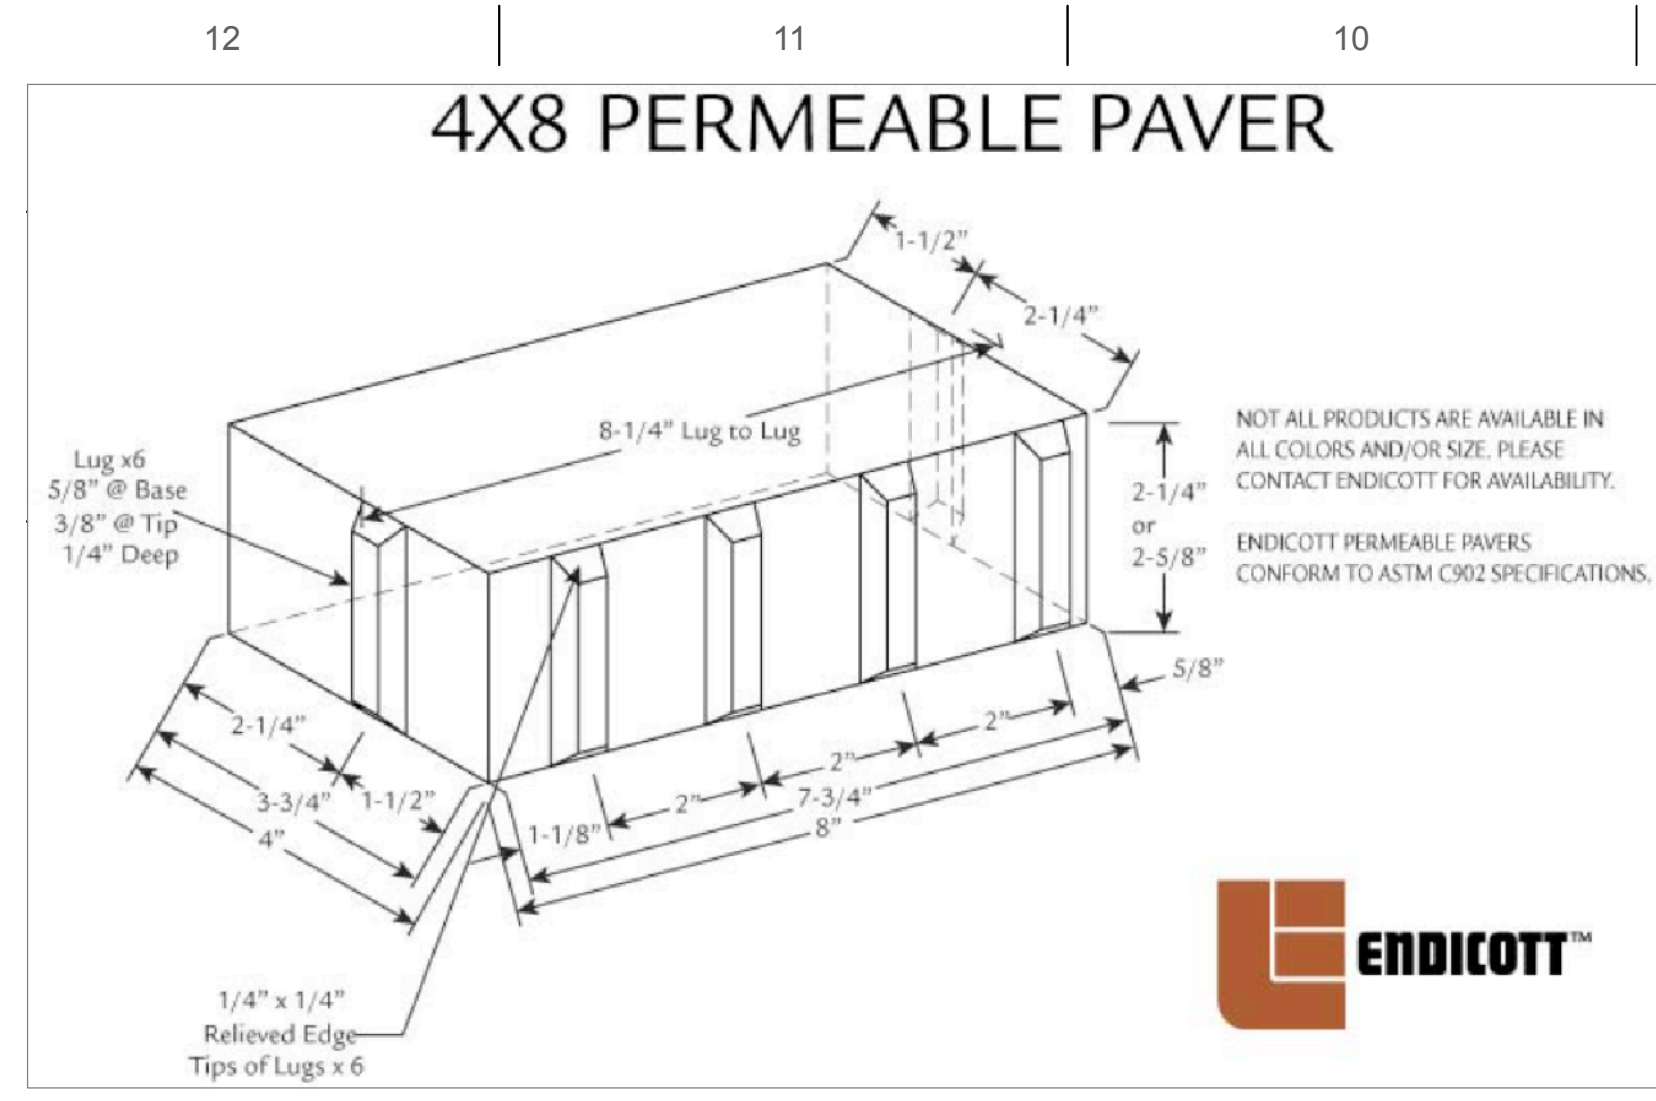 12
11
10
4X8 PERMEABLE PAVER
1-1/2”
2-1/4”
8-1/4” Lug to Lug
Lug x6
5/8” @ Base
3/8” @ Tip
1/4” Deep
2-1/4”
or
2-5/8”
NOT ALL PRODUCTS ARE AVAILABLE IN
ALL COLORS AND/OR SIZE. PLEASE
CONTACT ENDICOTT FOR AVAILABILITY.
ENDICOTT PERMEABLE PAVERS
CONFORM TO ASTM C902 SPECIFICATIONS.
5/8”
2-1/4”
3-3/4”
1-1/2”
4”
1-1/8”
2”
2”
2”
7-3/4”
8”
1/4” x 1/4”
Relieved Edge
Tips of Lugs x 6
ENDICOTT™